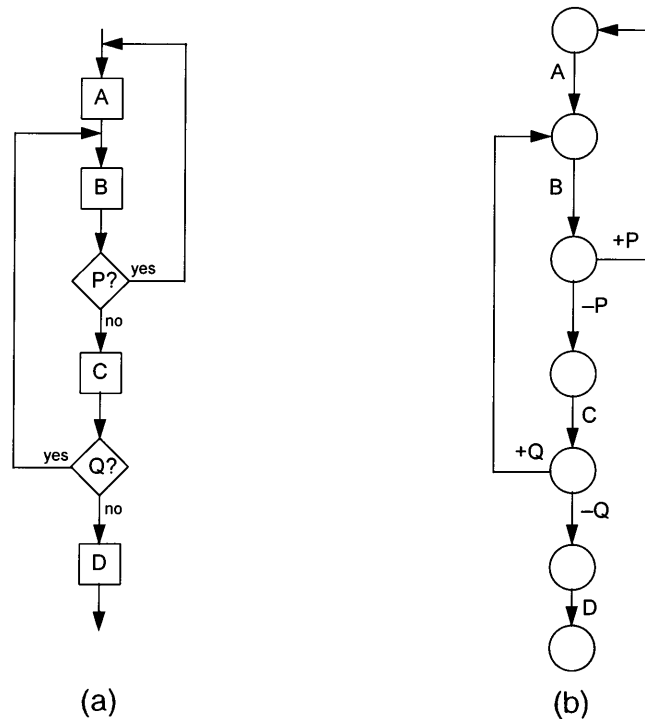 A
B
P?
yes
no
C
yes
Q?
no
D
(a)
A
B
+P
–P
C
+Q
–Q
D
(b)